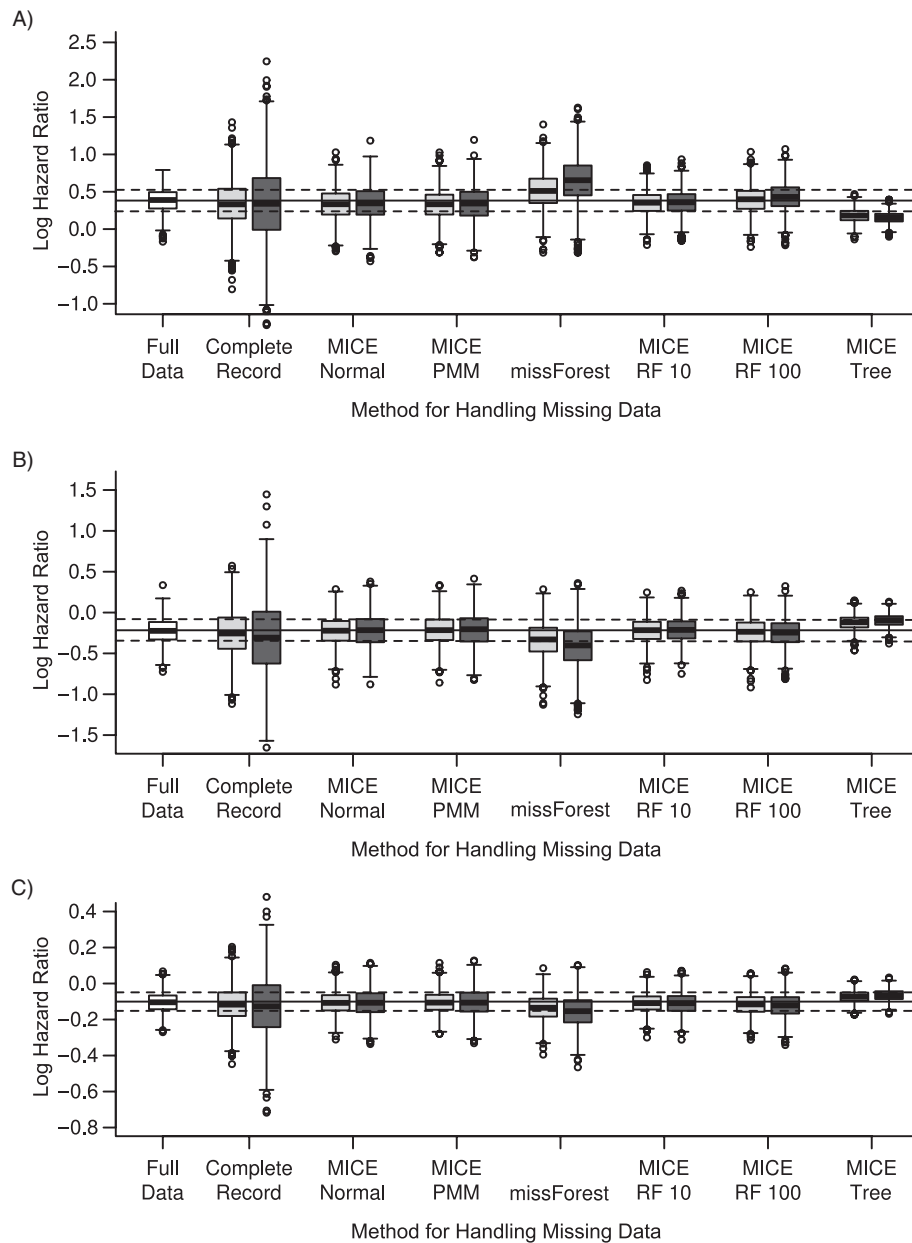 A)
Log Hazard Ratio
2.5
2.0
1.5
1.0
0.5
0.0
−0.5
−1.0
Full Data
Complete Record
MICE Normal
MICE PMM
missForest
MICE RF 10
MICE RF 100
MICE Tree
Method for Handling Missing Data
B)
Log Hazard Ratio
1.5
1.0
0.5
0.0
−0.5
−1.0
−1.5
Full Data
Complete Record
MICE Normal
MICE PMM
missForest
MICE RF 10
MICE RF 100
MICE Tree
Method for Handling Missing Data
C)
Log Hazard Ratio
0.4
0.2
0.0
−0.2
−0.4
−0.6
−0.8
Full Data
Complete Record
MICE Normal
MICE PMM
missForest
MICE RF 10
MICE RF 100
MICE Tree
Method for Handling Missing Data